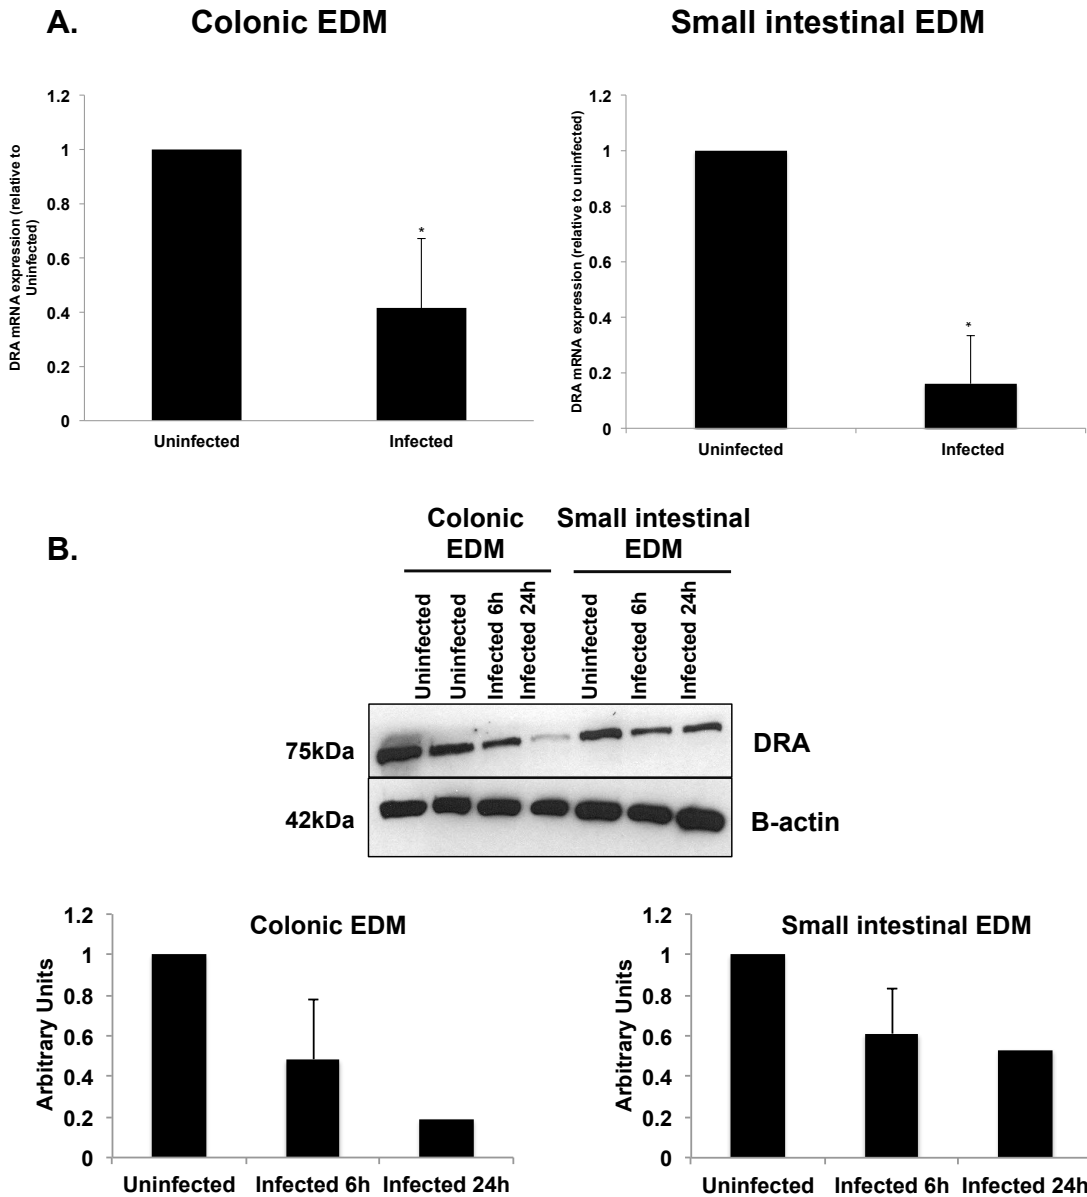 A.
Colonic EDM
Small intestinal EDM
DRA mRNA expression (relative to
Uninfected)
1.2
1
0.8
0.6
0.4
0.2
0
*
Uninfected
Infected
DRA mRNA expression (relative to uninfected)
1.2
1
0.8
0.6
0.4
0.2
0
*
Uninfected
Infected
B.
Colonic
EDM
Small intestinal
EDM
Uninfected
Uninfected
Infected 6h
Infected 24h
Uninfected
Infected 6h
Infected 24h
75kDa
DRA
42kDa
B-actin
Colonic EDM
Arbitrary Units
1.2
1
0.8
0.6
0.4
0.2
0
Uninfected
Infected 6h
Infected 24h
Small intestinal EDM
Arbitrary Units
1.2
1
0.8
0.6
0.4
0.2
0
Uninfected
Infected 6h
Infected 24h